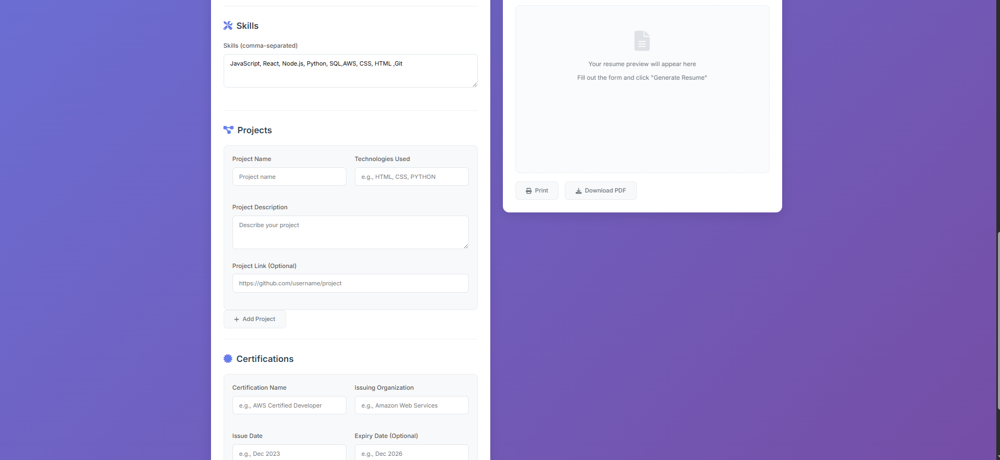 Skills
Skills (comma-separated)
JavaScript, React, Node.js, Python, SQL,AWS, CSS, HTML ,Git
Projects
Project Name
Technologies Used
Project name
e.g., HTML, CSS, PYTHON
Project Description
Describe your project
Project Link (Optional)
https://github.com/username/project
Add Project
Certifications
Certification Name
Issuing Organization
e.g., AWS Certified Developer
e.g., Amazon Web Services
Issue Date
Expiry Date (Optional)
e.g., Dec 2023
e.g., Dec 2026
Your resume preview will appear here
Fill out the form and click "Generate Resume"
Print
Download PDF